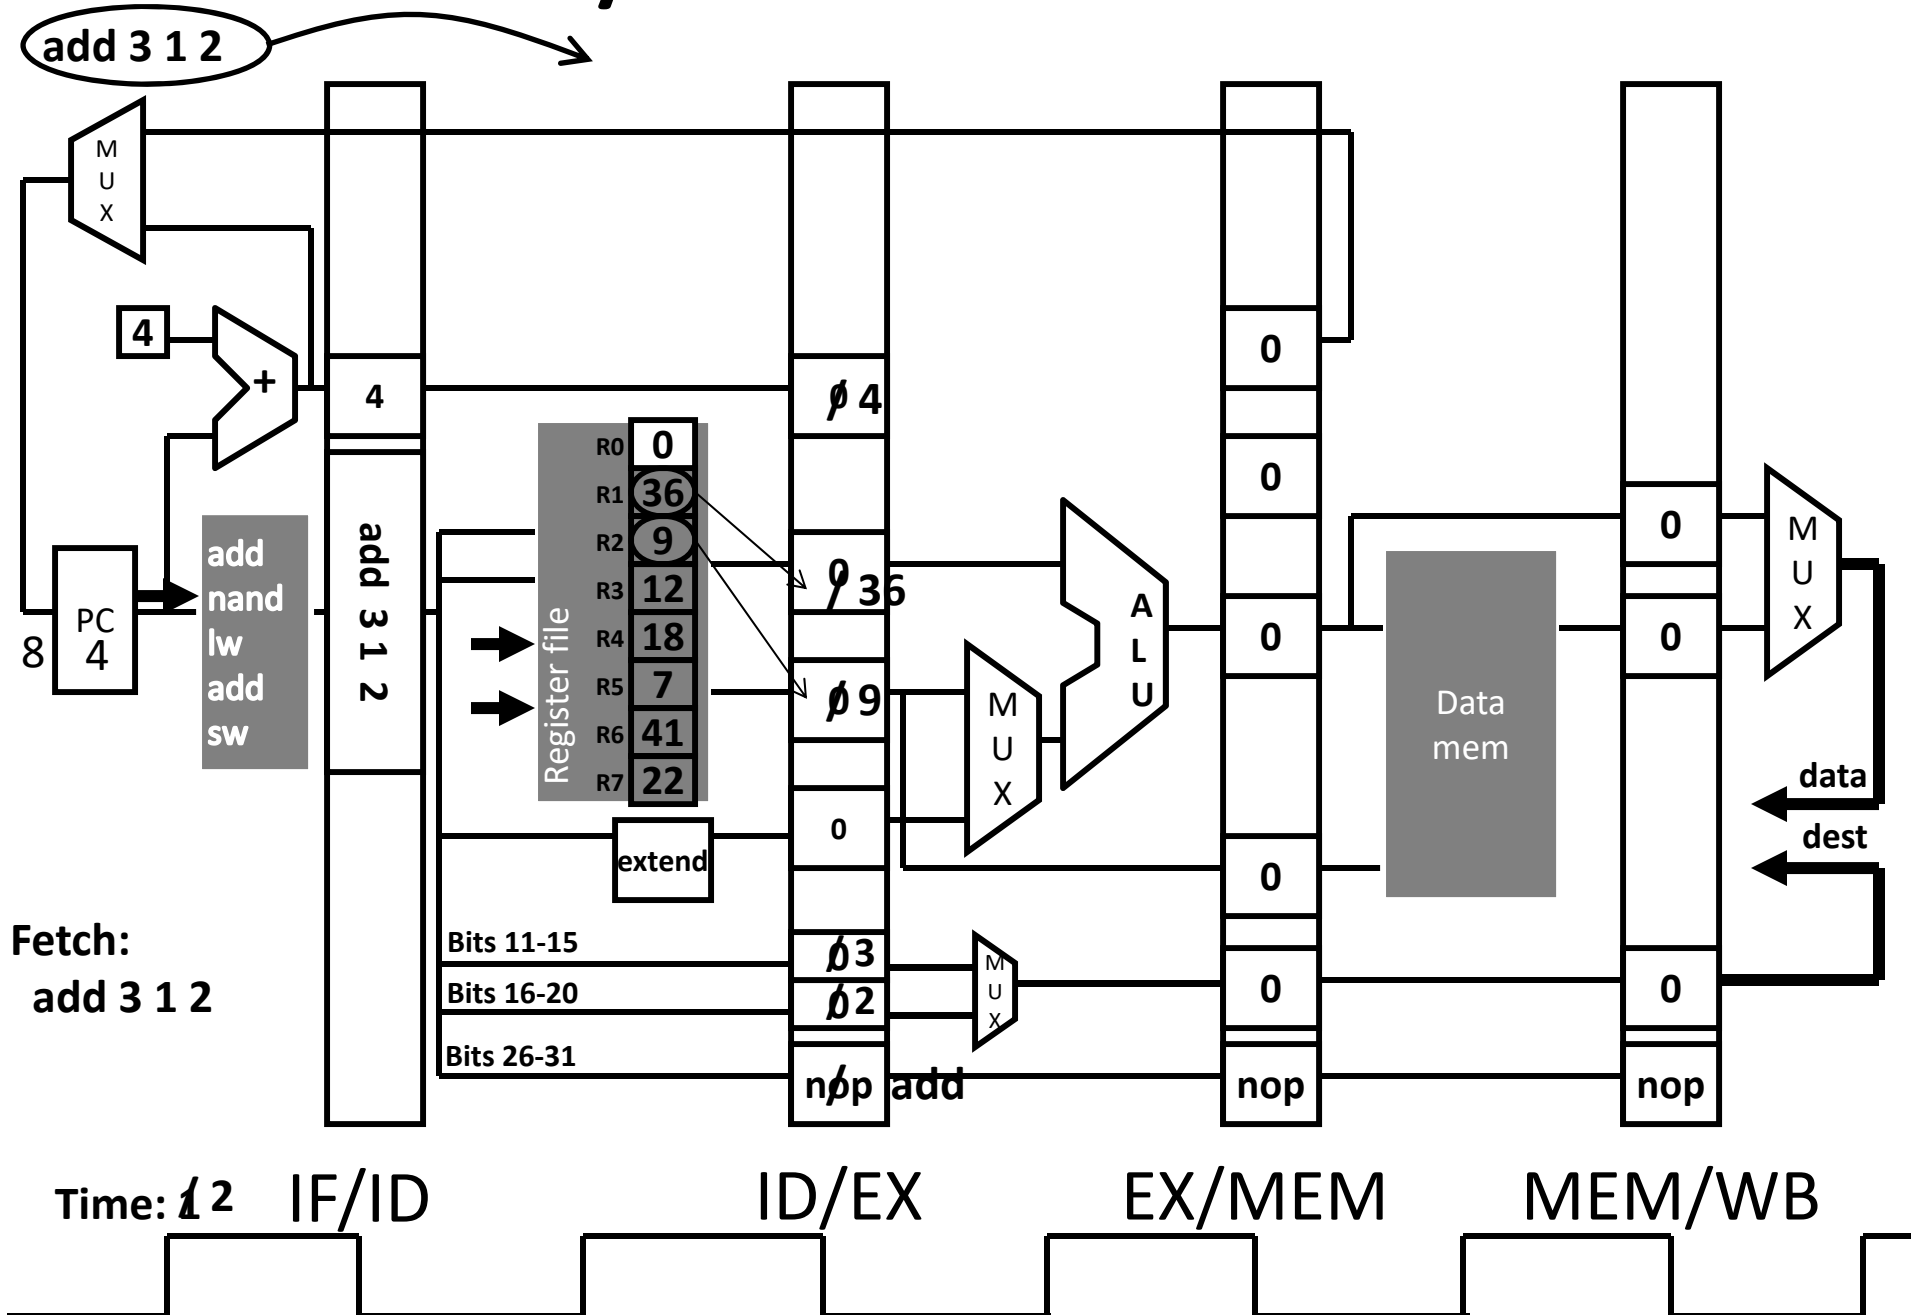 add 3 1 2
M
U
X
4
+
4
0 4
0
0
R0 0
R1 36
R2 9
R3 12
R4 18
R5 7
R6 41
R7 22
Register file
extend
PC
4
8
add
nand
lw
add
sw
add 3 1 2
0 36
0 9
0
0 3
0 2
nop add
M
U
X
A
L
U
M
U
X
0
0
0
nop
Data
mem
0
0
0
nop
M
U
X
data
dest
Fetch:
add 3 1 2
Bits 11-15
Bits 16-20
Bits 26-31
Time: 1 2
IF/ID
ID/EX
EX/MEM
MEM/WB